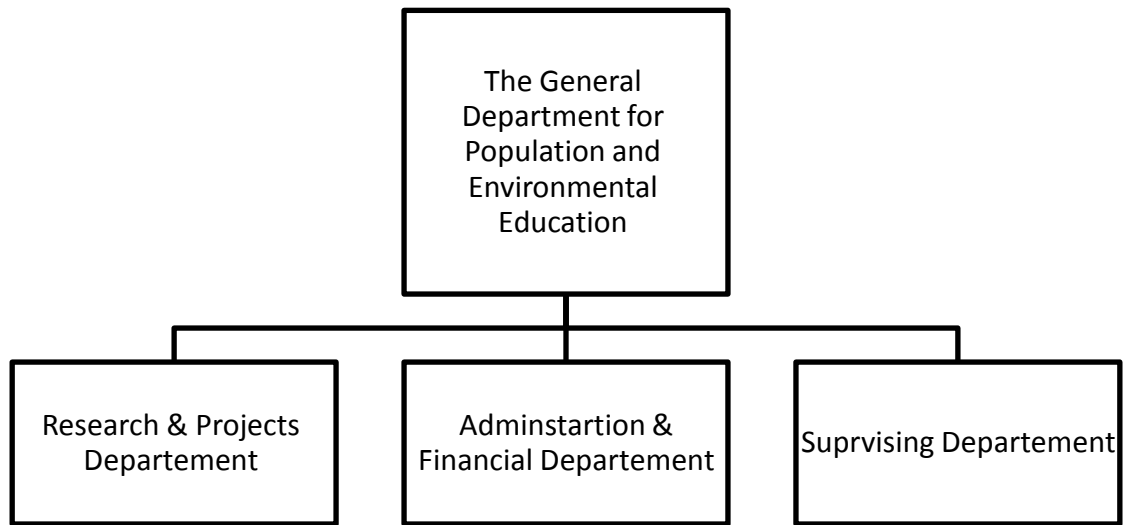 The General
Department for
Population and
Environmental
Education
Research & Projects
Departement
Adminstartion &
Financial Departement
Suprvising Departement